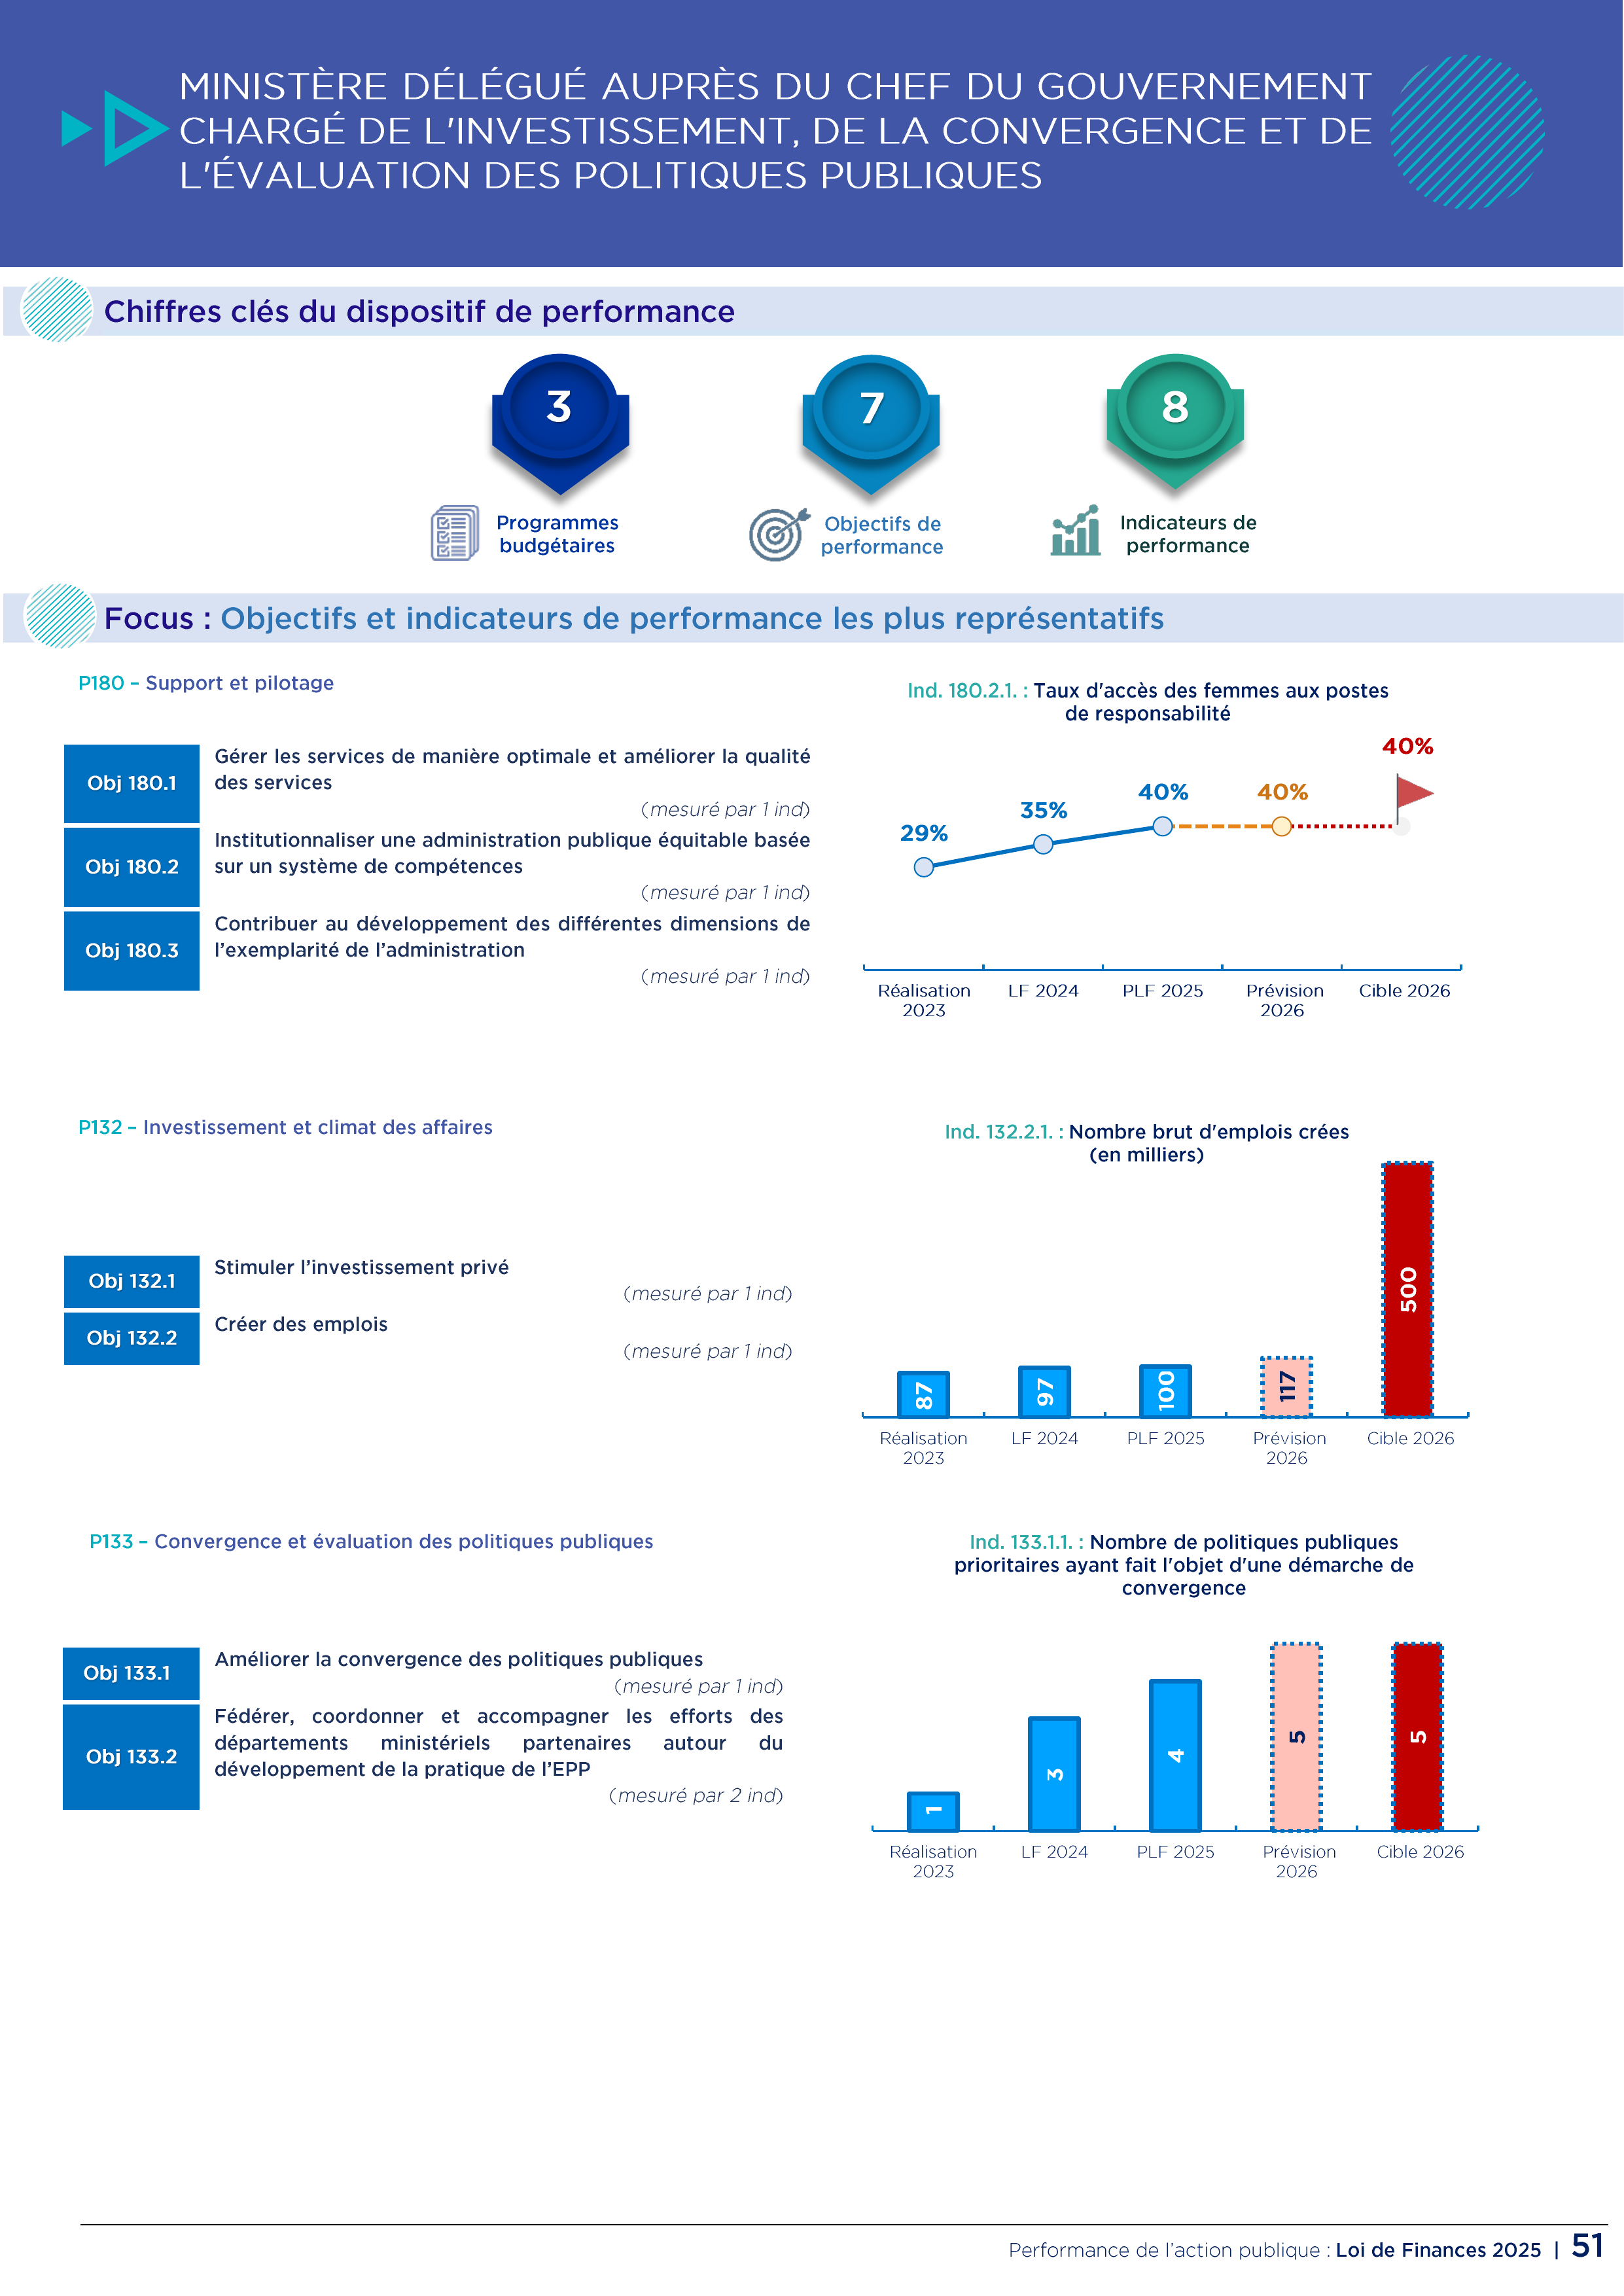 MINISTÈRE DÉLÉGUÉ AUPRÈS DU CHEF DU GOUVERNEMENT
CHARGÉ DE L'INVESTISSEMENT, DE LA CONVERGENCE ET DE
L'ÉVALUATION DES POLITIQUES PUBLIQUES
Chiffres clés du dispositif de performance
3
7
8
Programmes
budgétaires
Objectifs de
performance
Indicateurs de
performance
Focus : Objectifs et indicateurs de performance les plus représentatifs
P180 – Support et pilotage
Obj 180.1
Gérer les services de manière optimale et améliorer la qualité
des services
(mesuré par 1 ind)
Obj 180.2
Institutionnaliser une administration publique équitable basée
sur un système de compétences
(mesuré par 1 ind)
Obj 180.3
Contribuer au développement des différentes dimensions de
l’exemplarité de l’administration
(mesuré par 1 ind)
Ind. 180.2.1. : Taux d'accès des femmes aux postes
de responsabilité
29%
35%
40%
40%
40%
Réalisation
2023
LF 2024
PLF 2025
Prévision
2026
Cible 2026
P132 – Investissement et climat des affaires
Obj 132.1
Stimuler l’investissement privé
(mesuré par 1 ind)
Obj 132.2
Créer des emplois
(mesuré par 1 ind)
Ind. 132.2.1. : Nombre brut d'emplois crées
(en milliers)
87
97
100
117
500
Réalisation
2023
LF 2024
PLF 2025
Prévision
2026
Cible 2026
P133 – Convergence et évaluation des politiques publiques
Obj 133.1
Améliorer la convergence des politiques publiques
(mesuré par 1 ind)
Obj 133.2
Fédérer, coordonner et accompagner les efforts des
départements ministériels partenaires autour du
développement de la pratique de l’EPP
(mesuré par 2 ind)
Ind. 133.1.1. : Nombre de politiques publiques
prioritaires ayant fait l'objet d'une démarche de
convergence
1
3
4
5
5
Réalisation
2023
LF 2024
PLF 2025
Prévision
2026
Cible 2026
Performance de l’action publique : Loi de Finances 2025 | 51